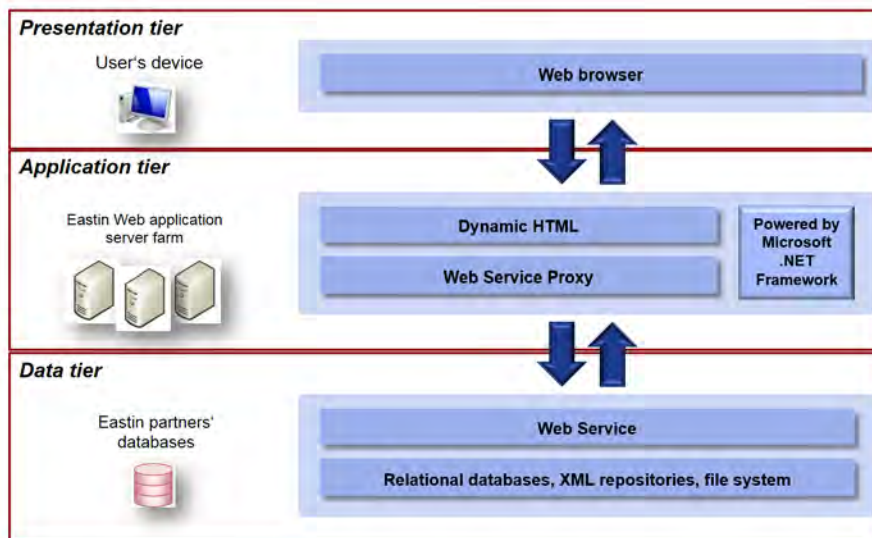 Presentation tier
User's device
Web browser
Application tier
Eastin Web application
server farm
Dynamic HTML
Web Service Proxy
Powered by
Microsoft
.NET
Framework
Data tier
Eastin partners'
databases
Web Service
Relational databases, XML repositories, file system